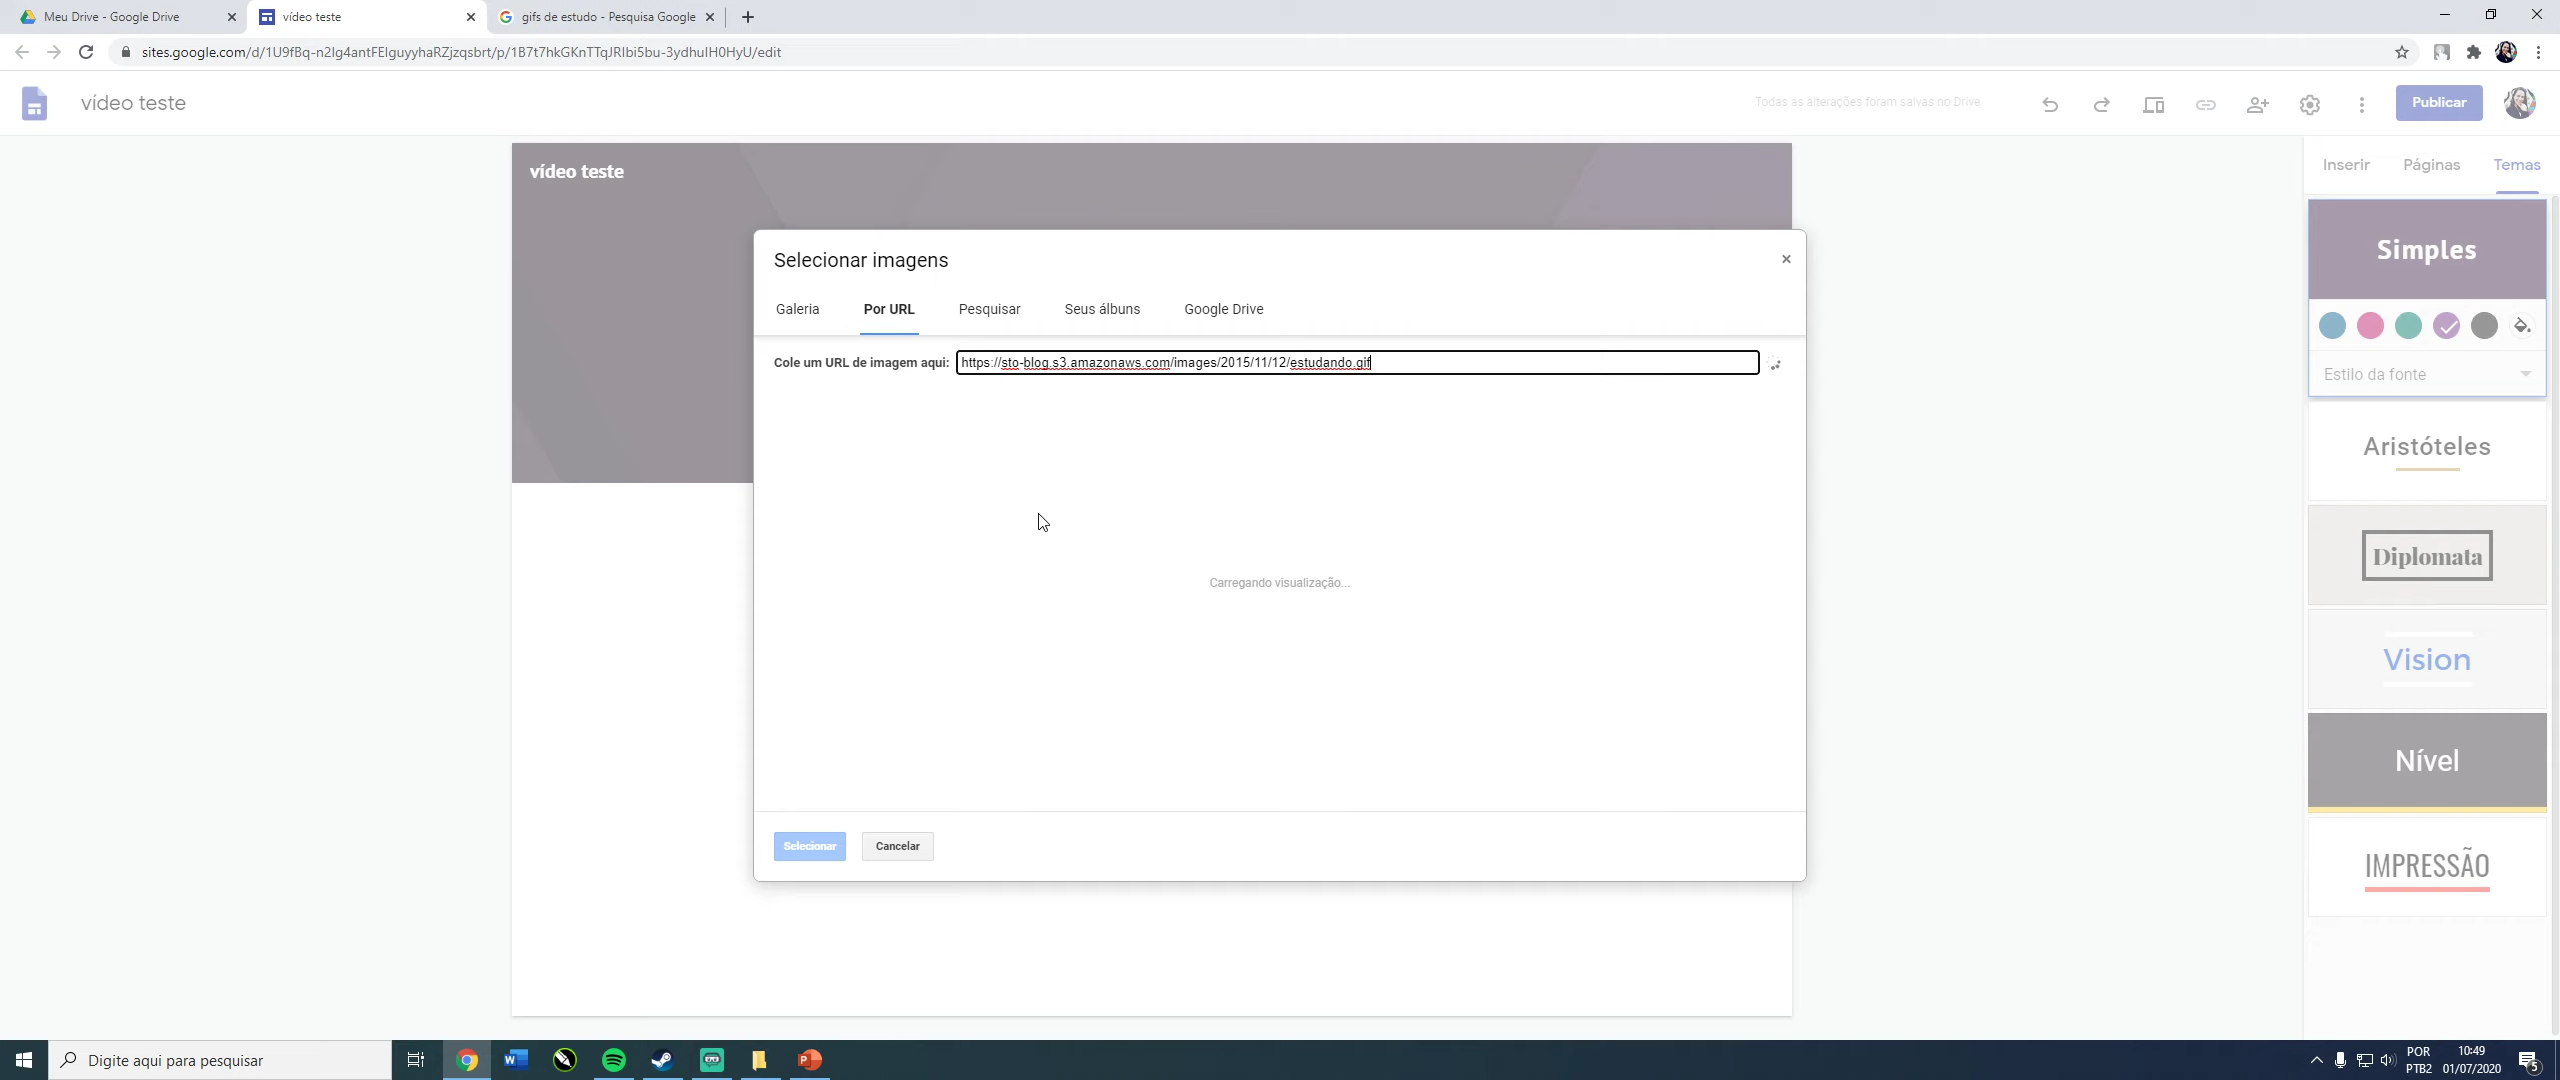 Meu Drive - Google Drive
vídeo teste
gifs de estudo - Pesquisa Google
sites.google.com/d/1U9fBq-n2Ig4antFEIguyyhaRZjzqsbrt/p/1B7t7hkGKnTTqJRIbi5bu-3ydhuIH0HyU/edit
vídeo teste
Todas as alterações foram salvas no Drive
Publicar
Inserir
Páginas
Temas
vídeo teste
Selecionar imagens
Galeria
Por URL
Pesquisar
Seus álbuns
Google Drive
Cole um URL de imagem aqui: https://sto-blog.s3.amazonaws.com/images/2015/11/12/estudando.gif
Carregando visualização...
Selecionar
Cancelar
Simples
Estilo da fonte
Aristóteles
Diplomata
Vision
Nível
IMPRESSÃO
Digite aqui para pesquisar
POR
PTB2
10:49
01/07/2020
5